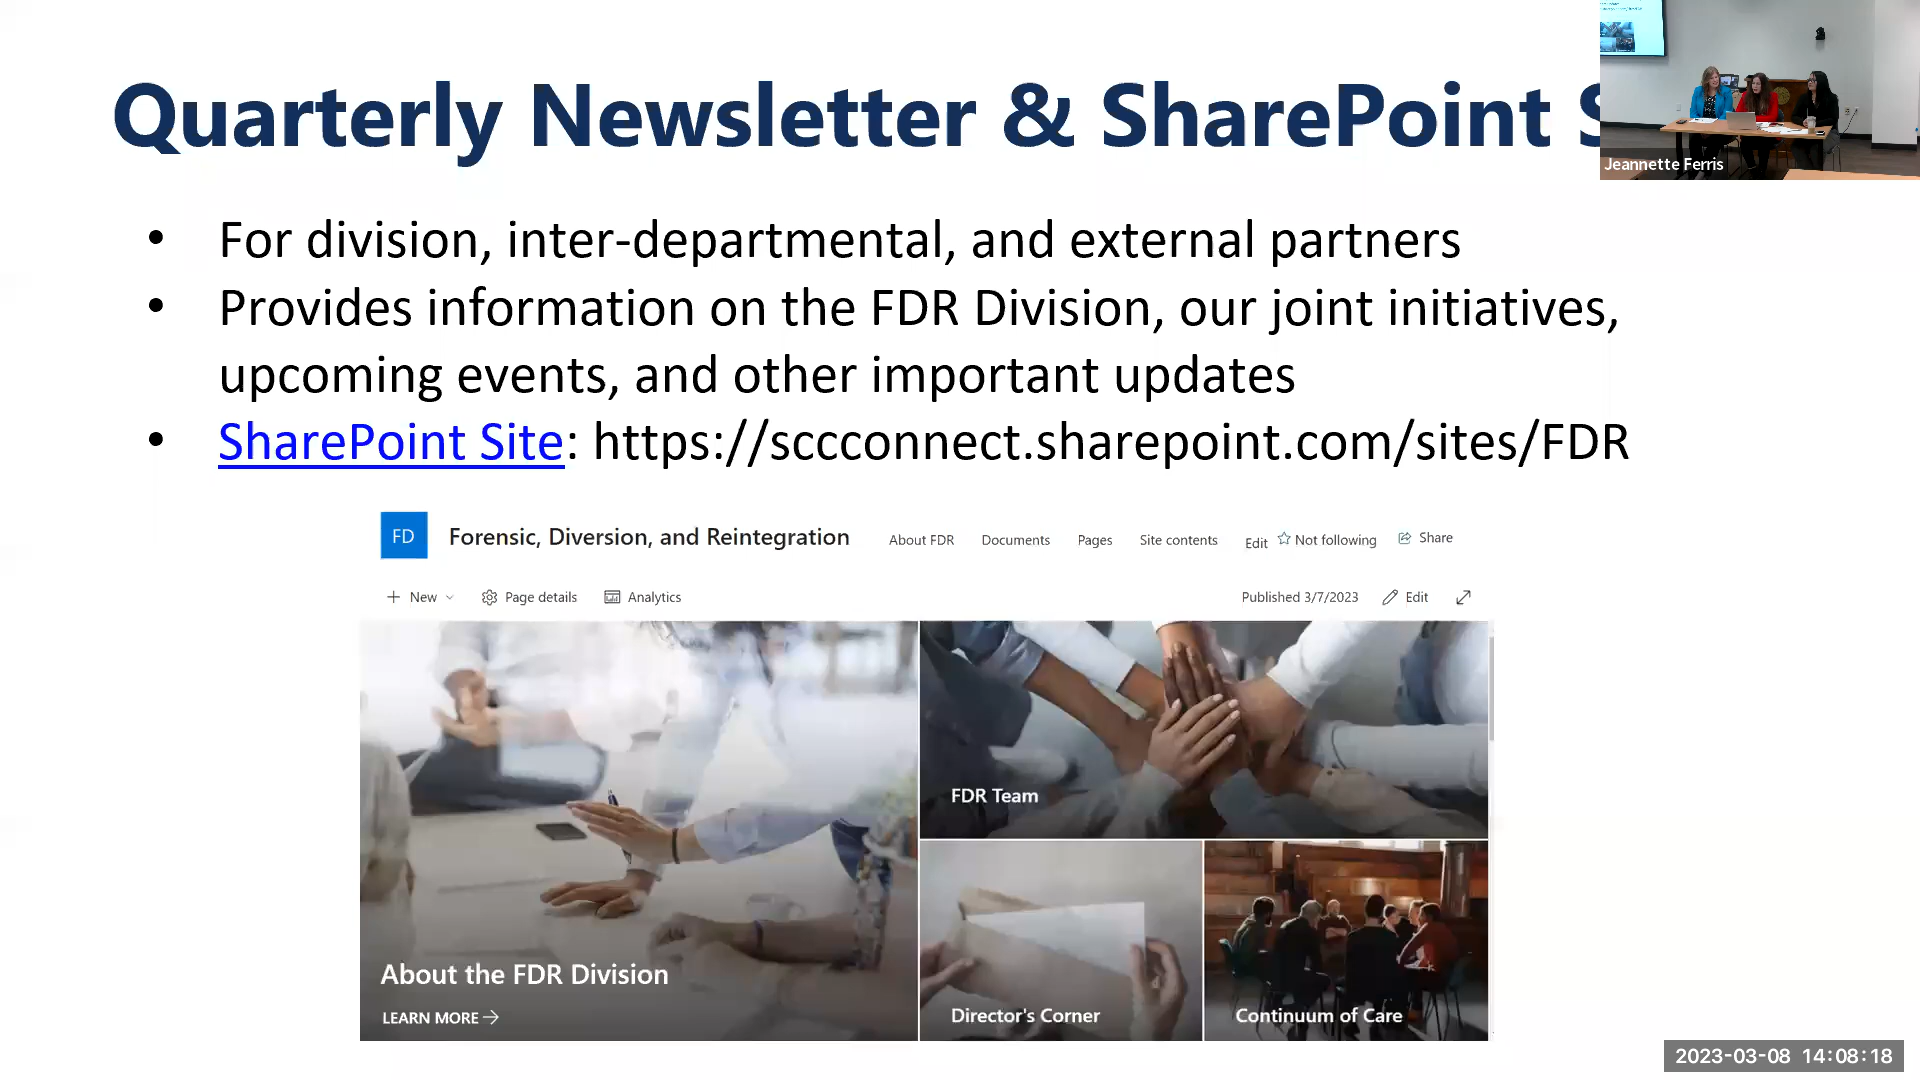 Quarterly Newsletter & SharePoint S
Jeannette Ferris
• For division, inter-departmental, and external partners
• Provides information on the FDR Division, our joint initiatives,
upcoming events, and other important updates
• SharePoint Site: https://sccconnect.sharepoint.com/sites/FDR
FD Forensic, Diversion, and Reintegration About FDR Documents Pages Site contents Edit Not following Share
New Page details Analytics Published 3/7/2023 Edit
FDR Team
About the FDR Division
LEARN MORE
Director's Corner
Continuum of Care
2023-03-08 14:08:18